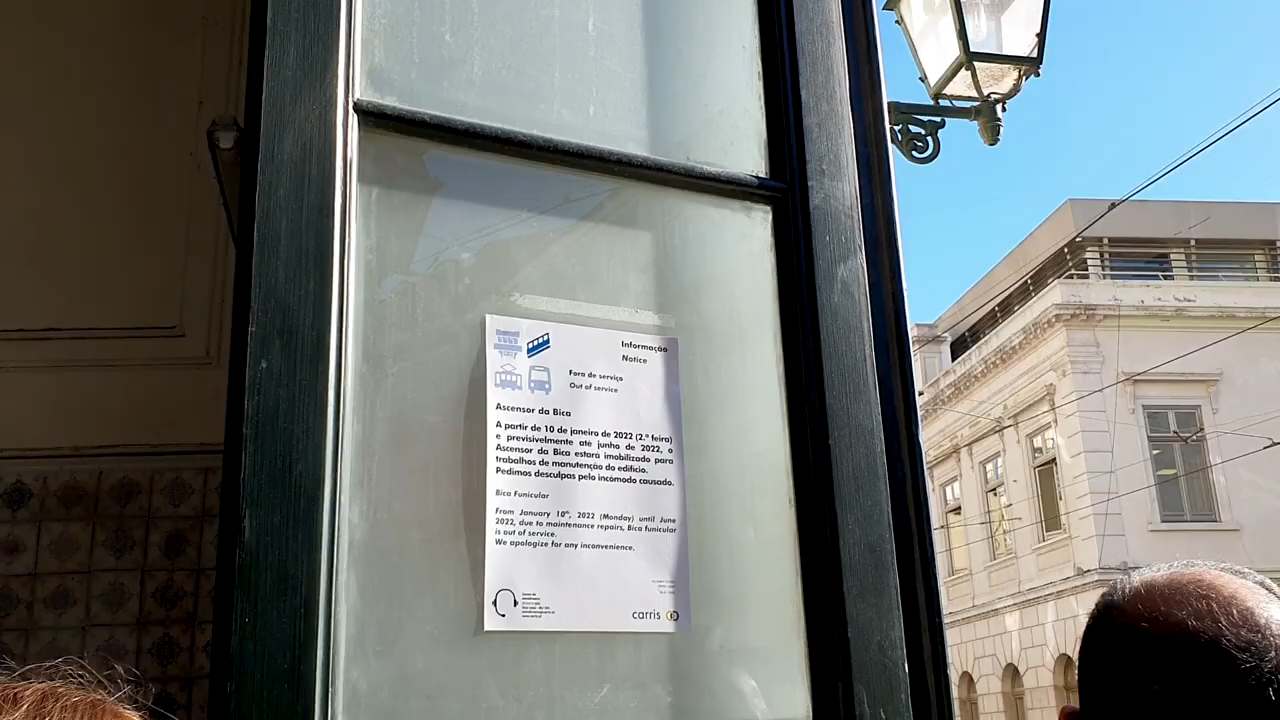 Informação
Notice
Fora de serviço
Out of service
Ascensor da Bica
A partir de 10 de janeiro de 2022 (2.ª feira)
e previsivelmente até junho de 2022, o
Ascensor da Bica estará imobilizado para
trabalhos de manutenção do edifício.
Pedimos desculpas pelo incómodo causado.
Bica Funicular
From January 10th, 2022 (Monday) until June
2022, due to maintenance repairs, Bica funicular
is out of service.
We apologize for any inconvenience.
carris